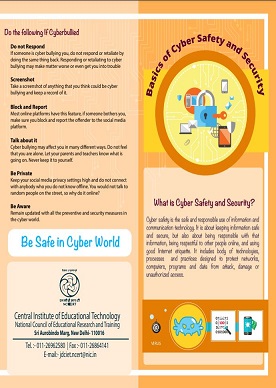 Do the following If Cyberbullied
Do not Respond
If someone is cyber bullying you, do not respond or retaliate by
doing the same thing back. Responding or retaliating to cyber
bullying may make matter worse or even get you into trouble
Screenshot
Take a screenshot of anything that you think could be cyber
bullying and keep a record of it.
Block and Report
Most online platforms have this feature, if someone bothers you,
make sure you block and report the offender to the social media
platform.
Talk about it
Cyber bullying may affect you in many different ways. Do not feel
that you are alone. Let your parents and teachers know what is
going on. Never keep it to yourself.
Be Private
Keep your social media privacy settings high and do not connect
with anybody who you do not know offline. You would not talk to
random people on the street, so why do it online?
Be Aware
Remain updated with all the preventive and security measures in
the cyber world.
Be Safe in Cyber World
Central Institute of Educational Technology
National Council of Educational Research and Training
Sri Aurobindo Marg, New Delhi- 110016
Tel. :- 011-26962580 | Fax :- 011-26864141
E-mail:- jdciet.ncert@nic.in
Basics of Cyber Safety and Security
What is Cyber Safety and Security?
Cyber safety is the safe and responsible use of information and
communication technology. It is about keeping information safe
and secure, but also about being responsible with that
information, being respectful to other people online, and using
good Internet etiquette. It includes body of technologies,
processes and practices designed to protect networks,
computers, programs and data from attack, damage or
unauthorized access.